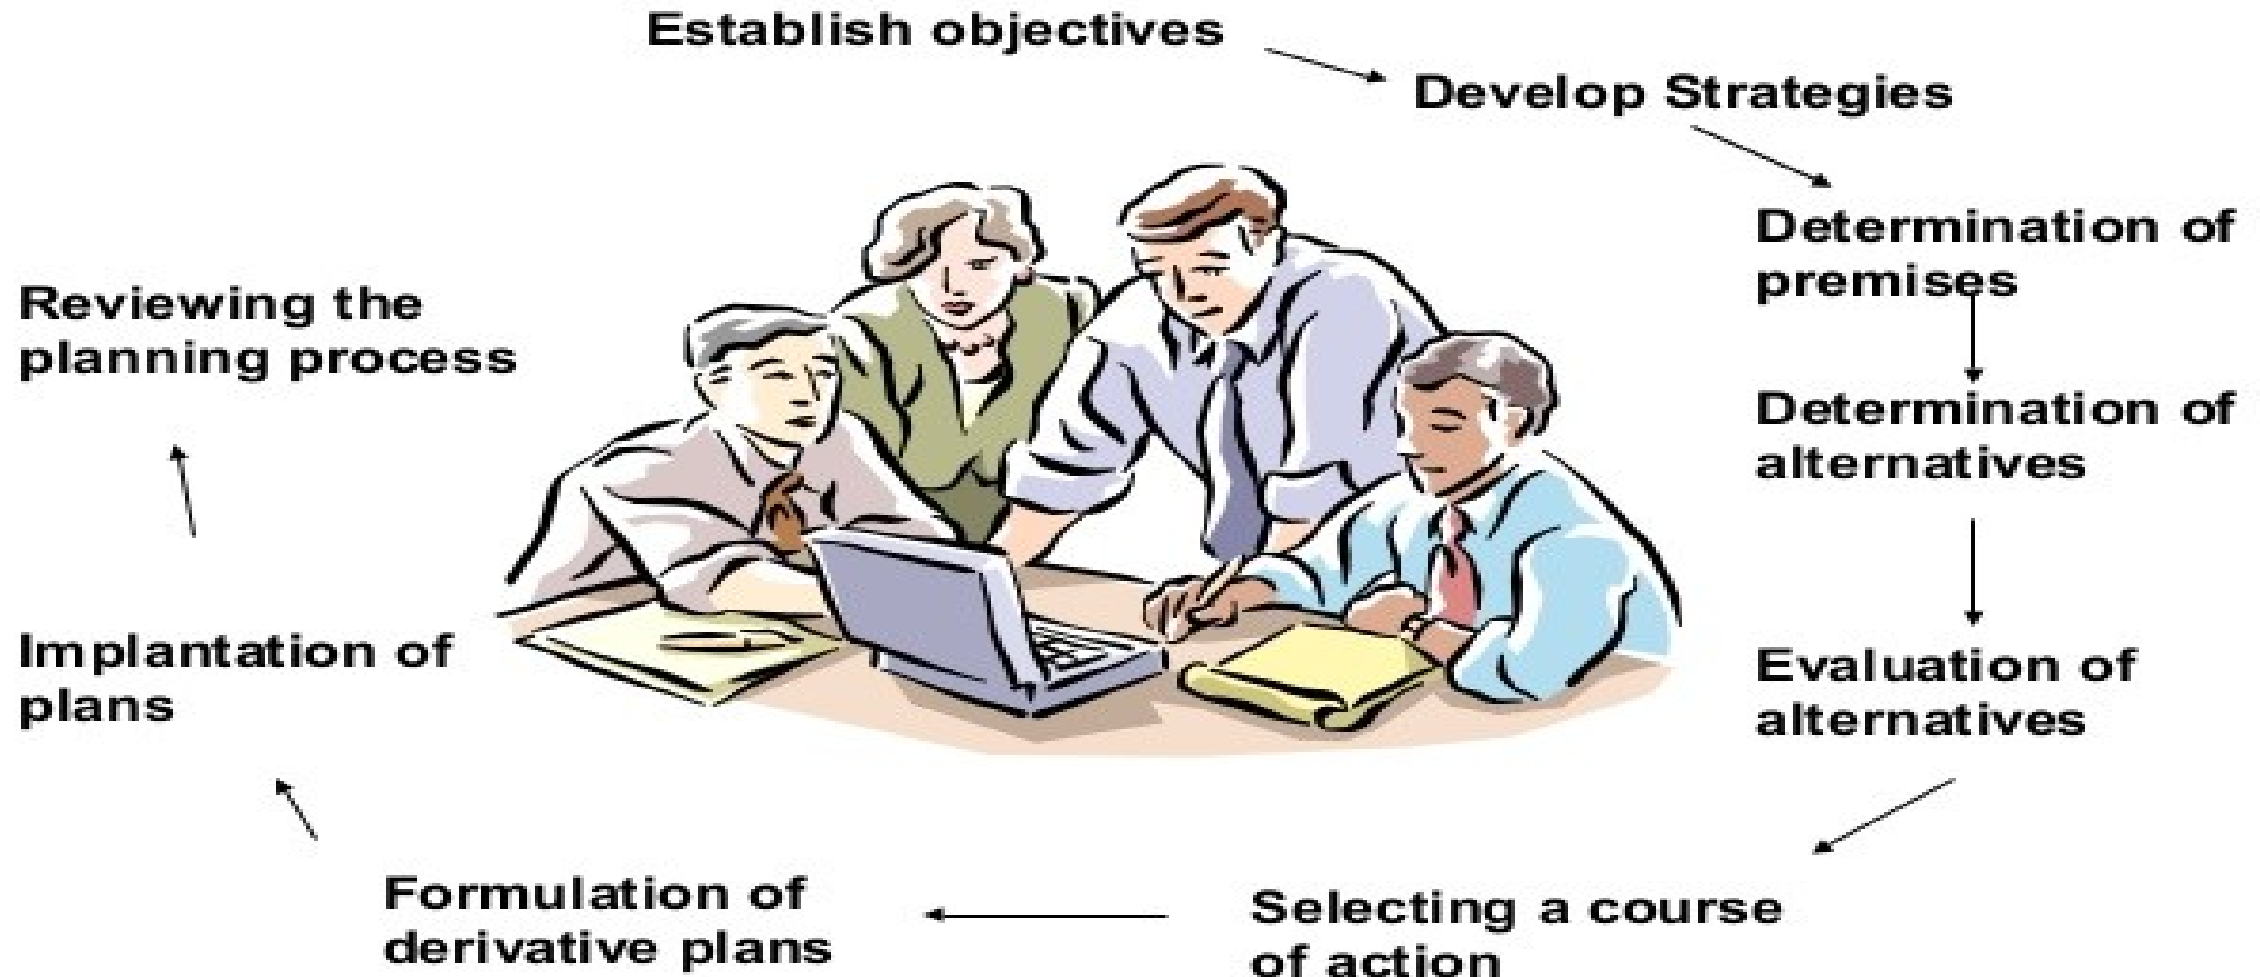 Establish objectives
Develop Strategies
Determination of
premises
Determination of
alternatives
Evaluation of
alternatives
Selecting a course
of action
Formulation of
derivative plans
Implantation of
plans
Reviewing the
planning process